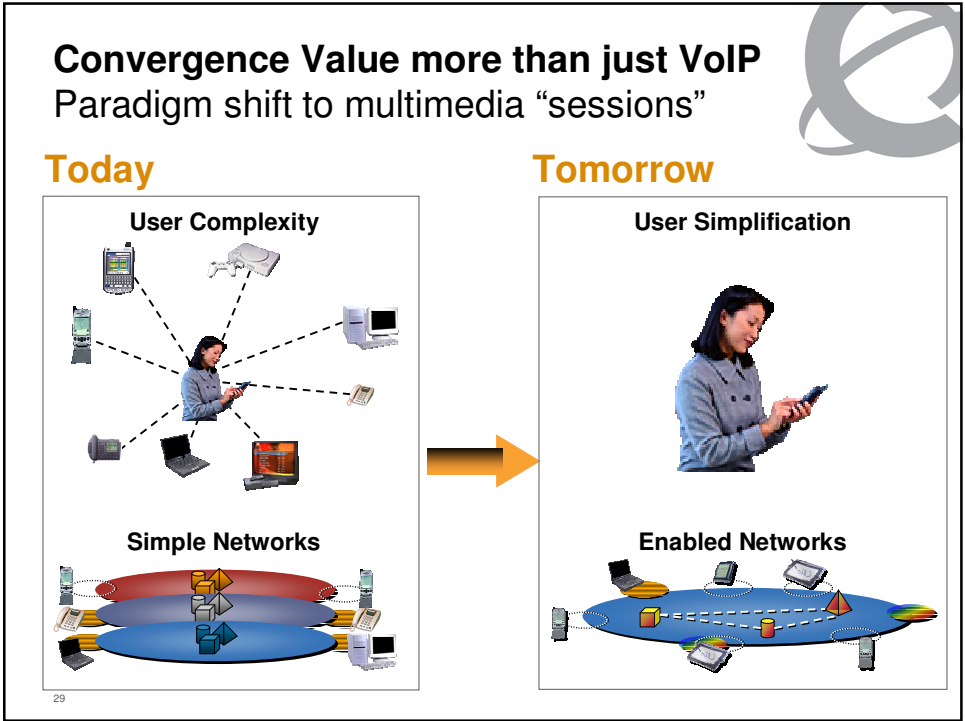 Convergence Value more than just VoIP
Paradigm shift to multimedia “sessions”
Today
Tomorrow
User Complexity
User Simplification
Simple Networks
Enabled Networks
29